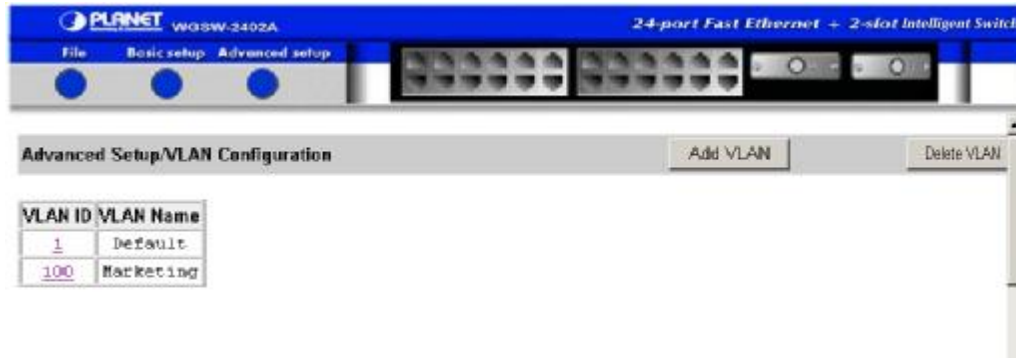 PLANET WGSW-2402A 24-port Fast Ethernet + 2-slot Intelligent Switch
File Basic setup Advanced setup
Advanced Setup/VLAN Configuration Add VLAN Delete VLAN
VLAN ID VLAN Name
1 Default
100 Marketing